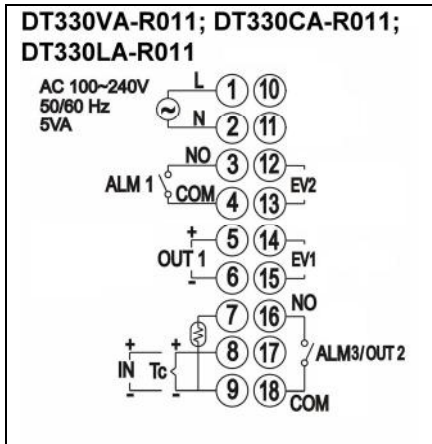 DT330VA-R011; DT330CA-R011;
DT330LA-R011
AC 100~240V
50/60 Hz
5VA
L
N
1 10
2 11
NO
3 12
ALM 1
COM
4 13
EV2
+
5 14
OUT 1
-
6 15
EV1
7 16
NO
+ +
8 17
IN Tc
ALM3/OUT 2
- -
9 18
COM